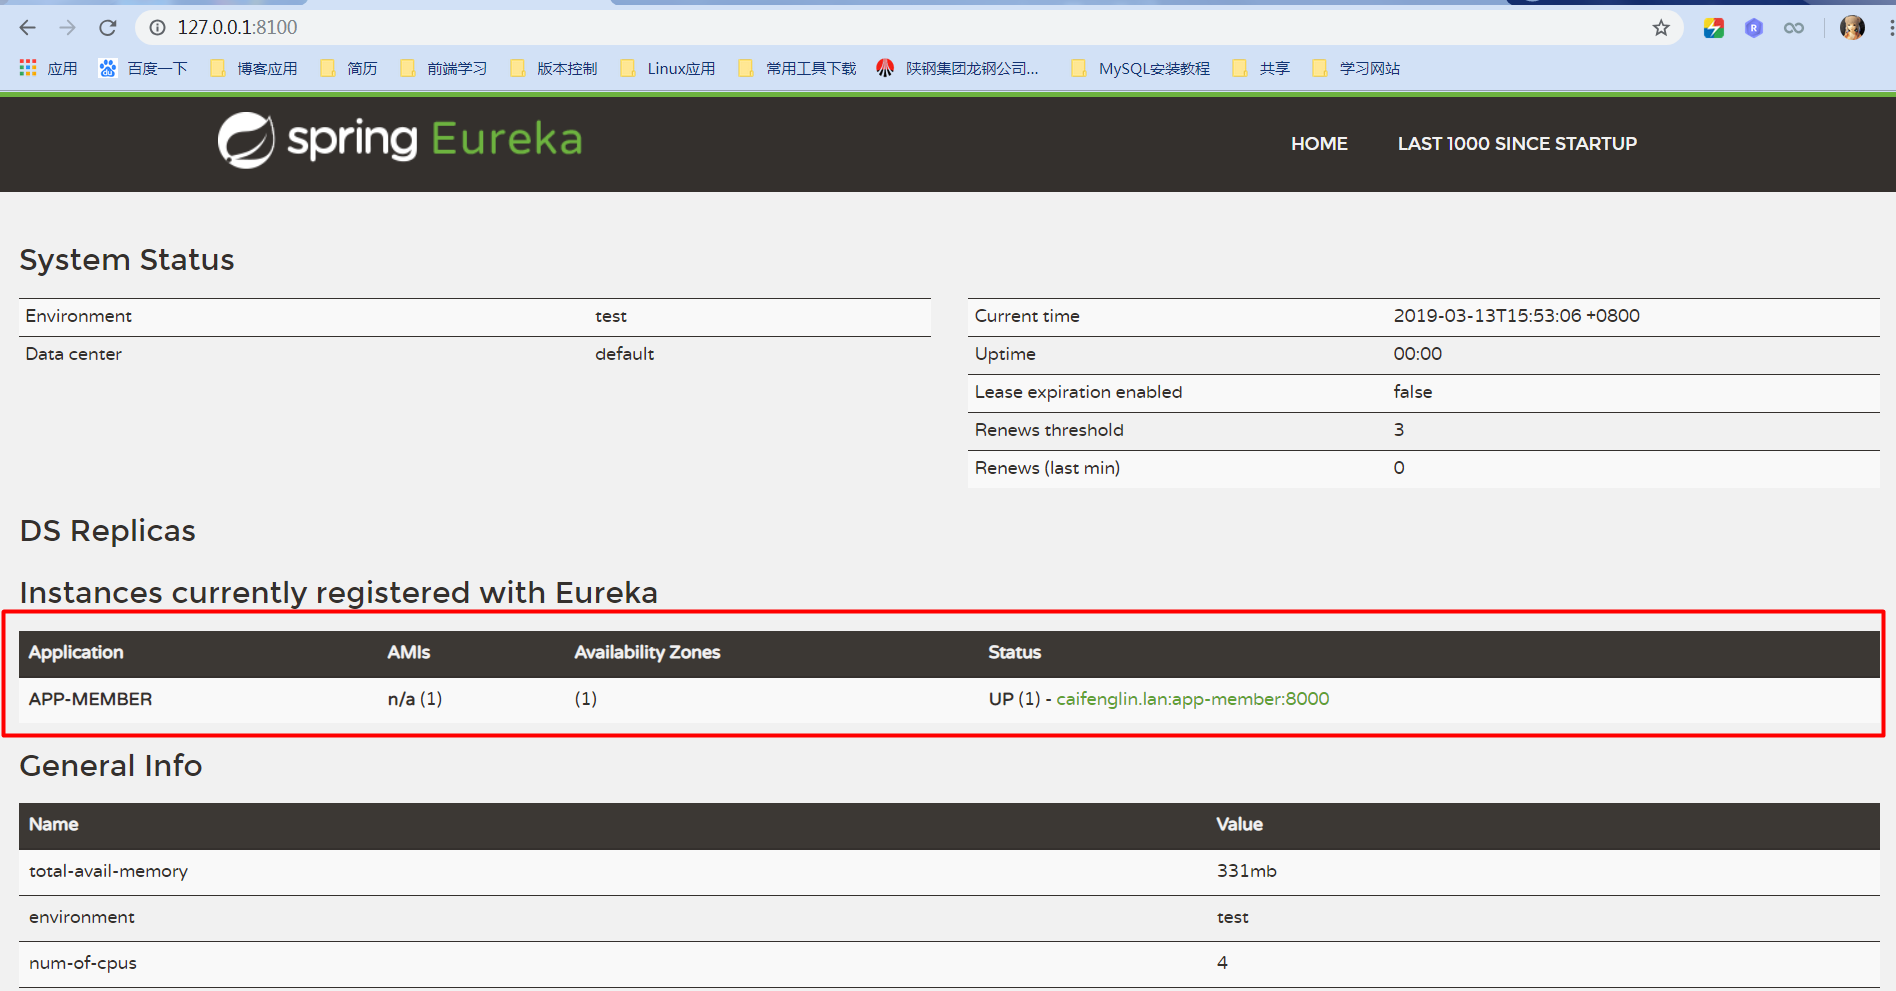 127.0.0.1:8100
应用 百度一下 博客应用 简历 前端学习 版本控制 Linux应用 常用工具下载 陕钢集团龙钢公司... MySQL安装教程 共享 学习网站
spring Eureka HOME LAST 1000 SINCE STARTUP
System Status
Environment test
Data center default
Current time 2019-03-13T15:53:06 +0800
Uptime 00:00
Lease expiration enabled false
Renews threshold 3
Renews (last min) 0
DS Replicas
Instances currently registered with Eureka
Application AMIs Availability Zones Status
APP-MEMBER n/a (1) (1) UP (1) - caifenglin.lan:app-member:8000
General Info
Name Value
total-avail-memory 331mb
environment test
num-of-cpus 4